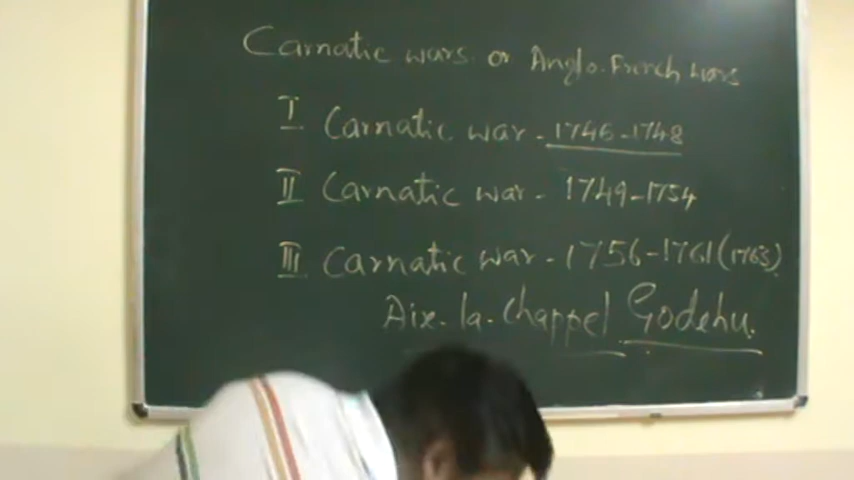 Carnatic wars or Anglo-French wars
I Carnatic war - 1746-1748
II Carnatic war - 1749-1754
III Carnatic war - 1756-1761 (1763)
Aix-la-Chappel Godehu.